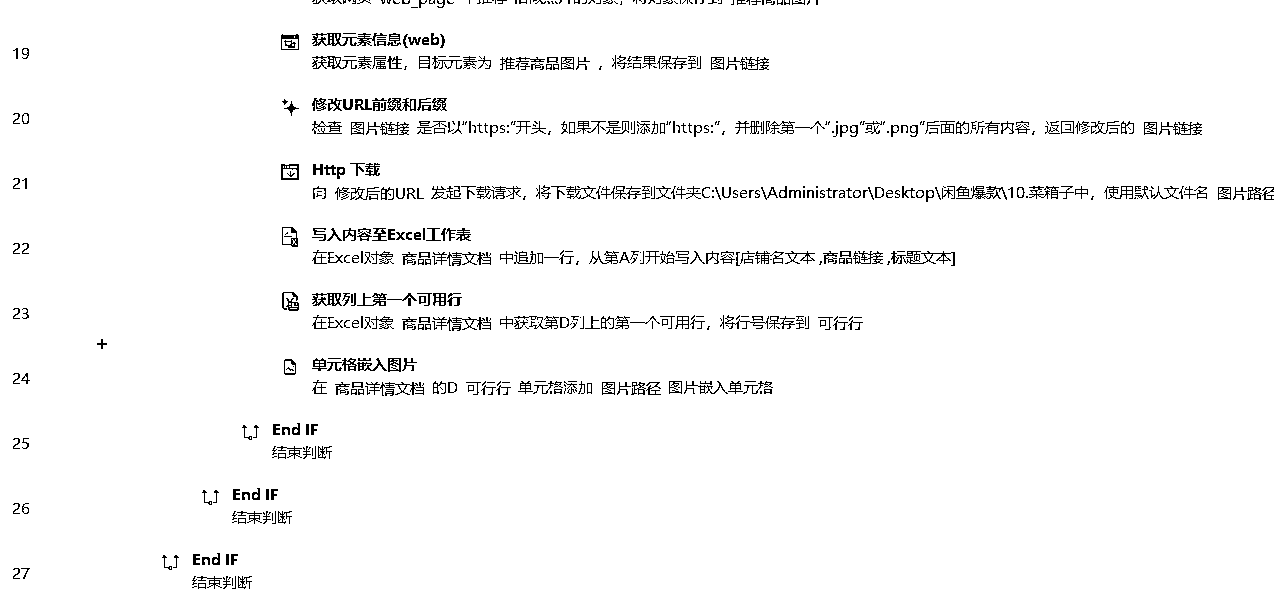 获取网页 web_page
推荐商品图片
19
获取元素信息(web)
获取元素属性，目标元素为 推荐商品图片 ，将结果保存到 图片链接
20
修改URL前缀和后缀
检查 图片链接 是否以"https:"开头，如果不是则添加"https:"，并删除第一个".jpg"或".png"后面的所有内容，返回修改后的 图片链接
21
Http 下载
向 修改后的URL 发起下载请求，将下载文件保存到文件夹C:\Users\Administrator\Desktop\闲鱼爆款\10.菜箱子中，使用默认文件名 图片路径
22
写入内容至Excel工作表
在Excel对象 商品详情文档 中追加一行，从第A列开始写入内容[店铺名文本 ,商品链接 ,标题文本]
23
获取列上第一个可用行
在Excel对象 商品详情文档 中获取第D列上的第一个可用行，将行号保存到 可行行
24
单元格嵌入图片
在 商品详情文档 的D 可行行 单元格添加 图片路径 图片嵌入单元格
25
End IF
结束判断
26
End IF
结束判断
27
End IF
结束判断